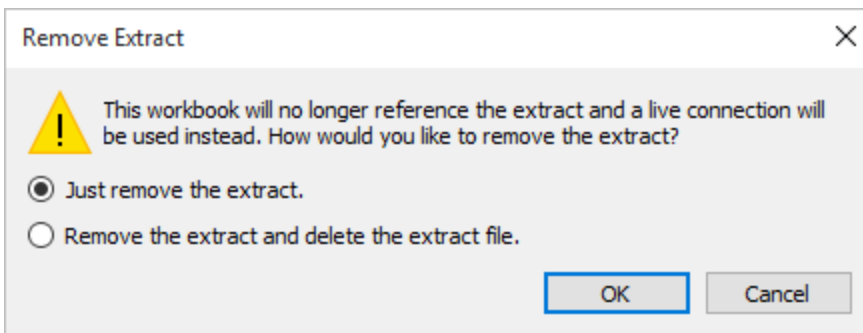 Remove Extract
This workbook will no longer reference the extract and a live connection will
be used instead. How would you like to remove the extract?
Just remove the extract.
Remove the extract and delete the extract file.
OK Cancel